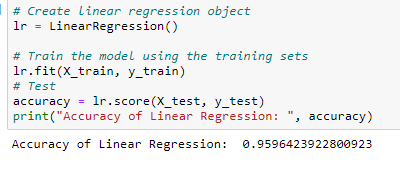 # Create linear regression object
lr = LinearRegression()
# Train the model using the training sets
lr.fit(X_train, y_train)
# Test
accuracy = lr.score(X_test, y_test)
print("Accuracy of Linear Regression: ", accuracy)
Accuracy of Linear Regression:  0.9596423922800923